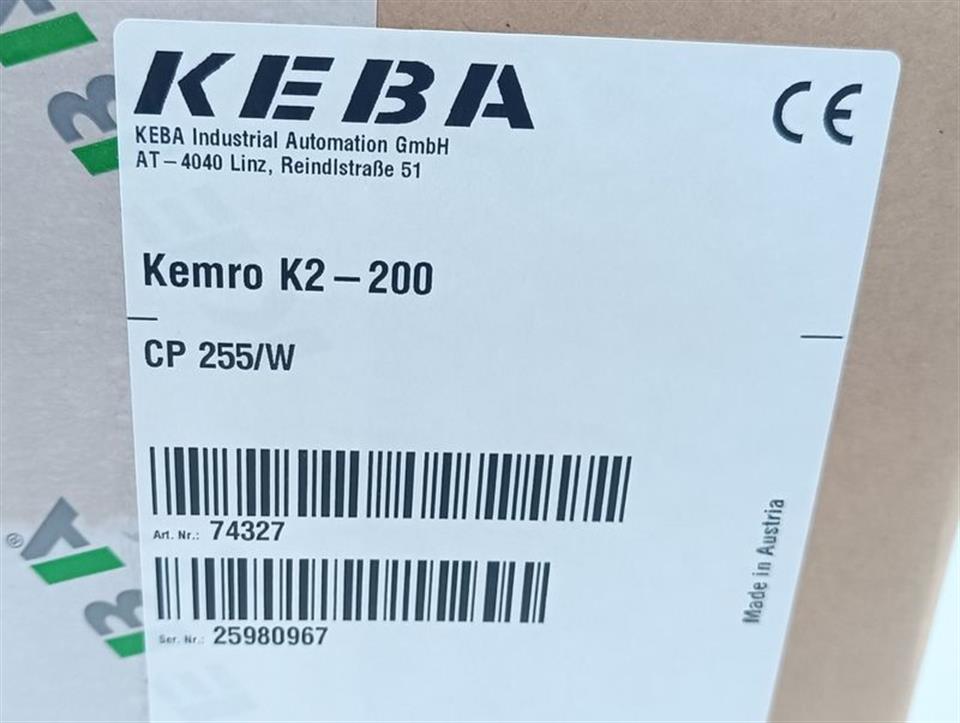 KEBA
KEBA Industrial Automation GmbH
AT-4040 Linz, Reindlstraße 51
CE
Kemro K2-200
CP 255/W
Art. Nr.: 74327
Ser. Nr.: 25980967
Made in Austria
®